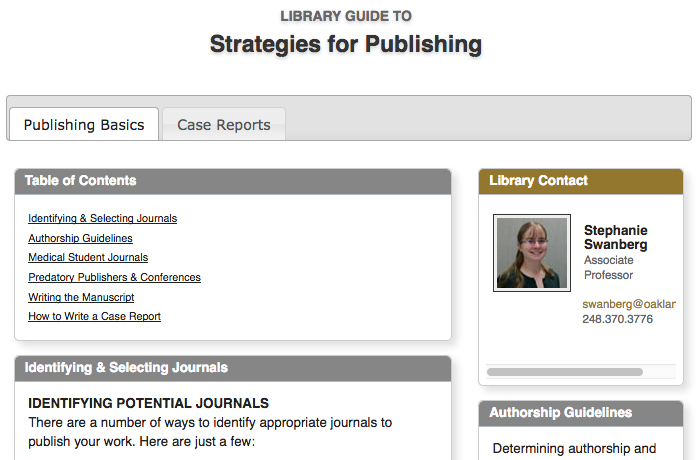 LIBRARY GUIDE TO
Strategies for Publishing
Publishing Basics
Case Reports
Table of Contents
Identifying & Selecting Journals
Authorship Guidelines
Medical Student Journals
Predatory Publishers & Conferences
Writing the Manuscript
How to Write a Case Report
Identifying & Selecting Journals
IDENTIFYING POTENTIAL JOURNALS
There are a number of ways to identify appropriate journals to
publish your work. Here are just a few:
Library Contact
Stephanie
Swanberg
Associate
Professor
swanberg@oaklar
248.370.3776
Authorship Guidelines
Determining authorship and